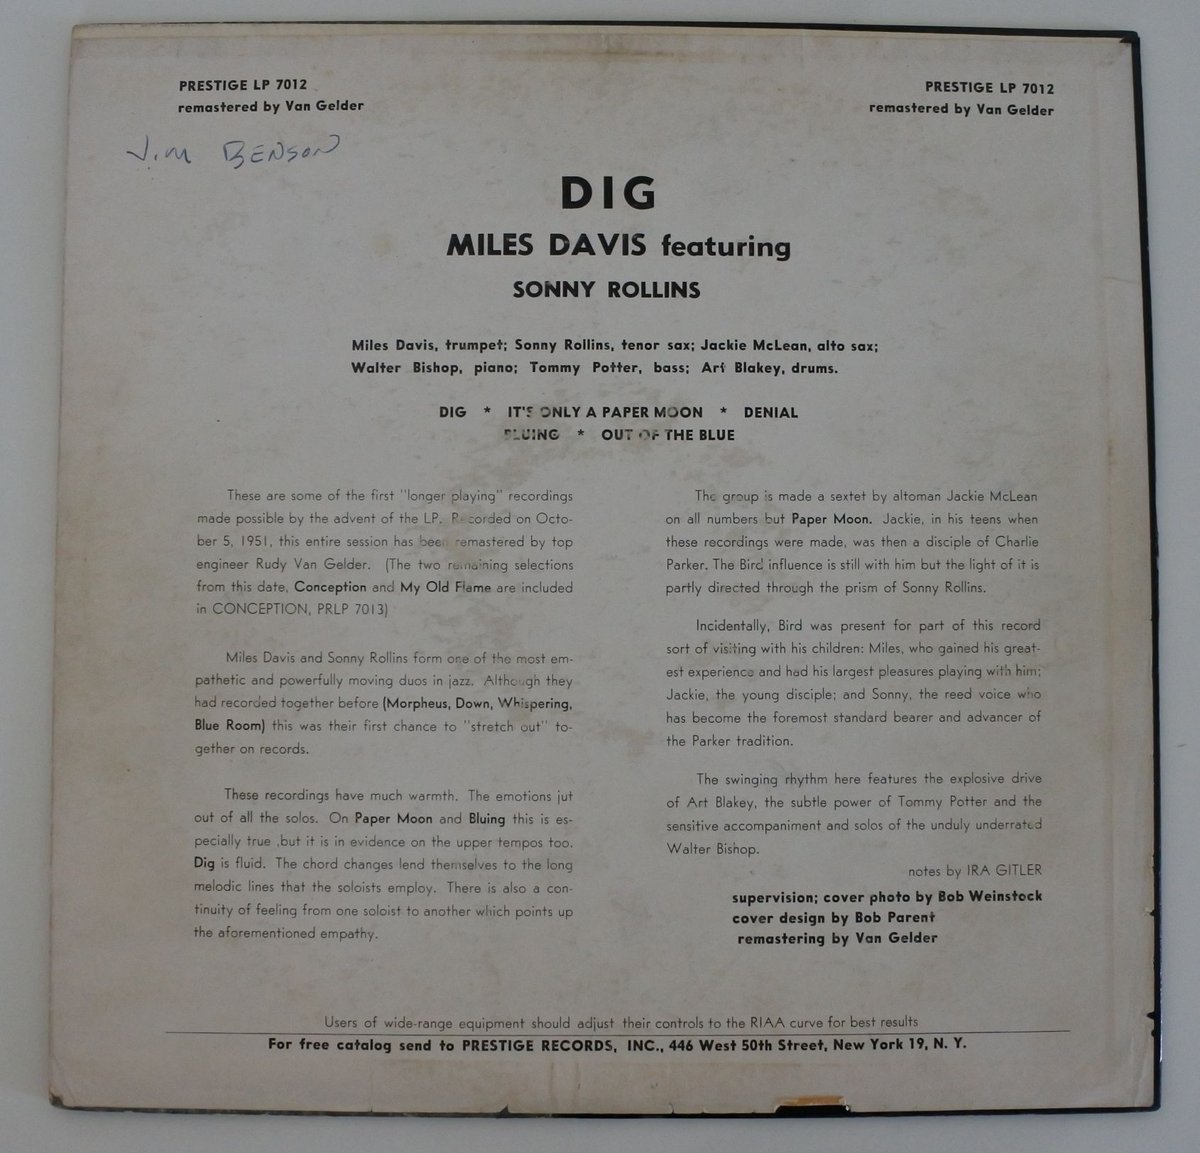 PRESTIGE LP 7012
remastered by Van Gelder
PRESTIGE LP 7012
remastered by Van Gelder
Jim BENSON
DIG
MILES DAVIS featuring
SONNY ROLLINS
Miles Davis, trumpet; Sonny Rollins, tenor sax; Jackie McLean, alto sax;
Walter Bishop, piano; Tommy Potter, bass; Art Blakey, drums.
DIG * IT'S ONLY A PAPER MOON * DENIAL
BLUING * OUT OF THE BLUE
These are some of the first "longer playing" recordings
made possible by the advent of the LP. Recorded on Octo-
ber 5, 1951, this entire session has been remastered by top
engineer Rudy Van Gelder. (The two remaining selections
from this date, Conception and My Old Flame are included
in CONCEPTION, PRLP 7013)
Miles Davis and Sonny Rollins form one of the most em-
pathetic and powerfully moving duos in jazz. Although they
had recorded together before (Morpheus, Down, Whispering,
Blue Room) this was their first chance to "stretch out" to-
gether on records.
These recordings have much warmth. The emotions jut
out of all the solos. On Paper Moon and Bluing this is es-
pecially true ,but it is in evidence on the upper tempos too.
Dig is fluid. The chord changes lend themselves to the long
melodic lines that the soloists employ. There is also a con-
tinuity of feeling from one soloist to another which points up
the aforementioned empathy.
The group is made a sextet by altoman Jackie McLean
on all numbers but Paper Moon. Jackie, in his teens when
these recordings were made, was then a disciple of Charlie
Parker. The Bird influence is still with him but the light of it is
partly directed through the prism of Sonny Rollins.
Incidentally, Bird was present for part of this record
sort of visiting with his children: Miles, who gained his great-
est experience and had his largest pleasures playing with him;
Jackie, the young disciple; and Sonny, the reed voice who
has become the foremost standard bearer and advancer of
the Parker tradition.
The swinging rhythm here features the explosive drive
of Art Blakey, the subtle power of Tommy Potter and the
sensitive accompaniment and solos of the unduly underrated
Walter Bishop.
notes by IRA GITLER
supervision; cover photo by Bob Weinstock
cover design by Bob Parent
remastering by Van Gelder
Users of wide-range equipment should adjust their controls to the RIAA curve for best results
For free catalog send to PRESTIGE RECORDS, INC., 446 West 50th Street, New York 19, N. Y.